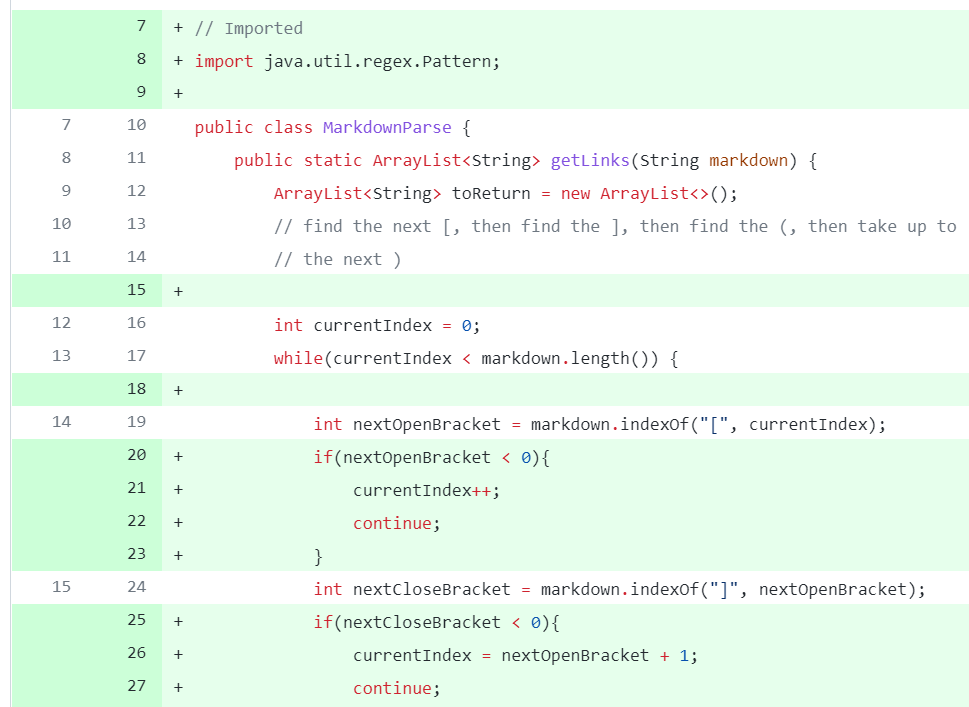 7 + // Imported
8 + import java.util.regex.Pattern;
9 +
7 10 public class MarkdownParse {
8 11 public static ArrayList<String> getLinks(String markdown) {
9 12 ArrayList<String> toReturn = new ArrayList<>();
10 13 // find the next [, then find the ], then find the (, then take up to
11 14 // the next )
15 +
12 16 int currentIndex = 0;
13 17 while(currentIndex < markdown.length()) {
18 +
14 19 int nextOpenBracket = markdown.indexOf("[", currentIndex);
20 + if(nextOpenBracket < 0){
21 + currentIndex++;
22 + continue;
23 + }
15 24 int nextCloseBracket = markdown.indexOf("]", nextOpenBracket);
25 + if(nextCloseBracket < 0){
26 + currentIndex = nextOpenBracket + 1;
27 + continue;